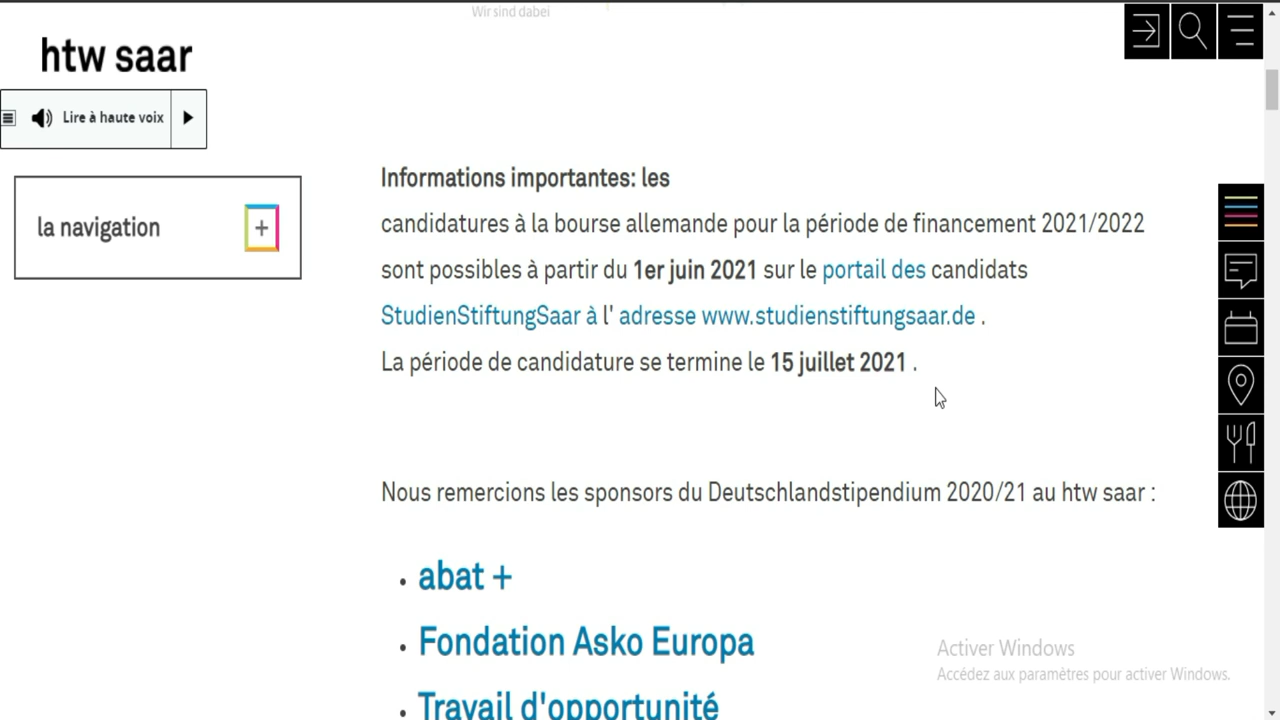 Wir sind dabei
htw saar
Lire à haute voix
la navigation
+
Informations importantes: les
candidatures à la bourse allemande pour la période de financement 2021/2022
sont possibles à partir du 1er juin 2021 sur le portail des candidats
StudienStiftungSaar à l' adresse www.studienstiftungsaar.de .
La période de candidature se termine le 15 juillet 2021 .
Nous remercions les sponsors du Deutschlandstipendium 2020/21 au htw saar :
• abat +
• Fondation Asko Europa
• Travail d'opportunité
Activer Windows
Accédez aux paramètres pour activer Windows.